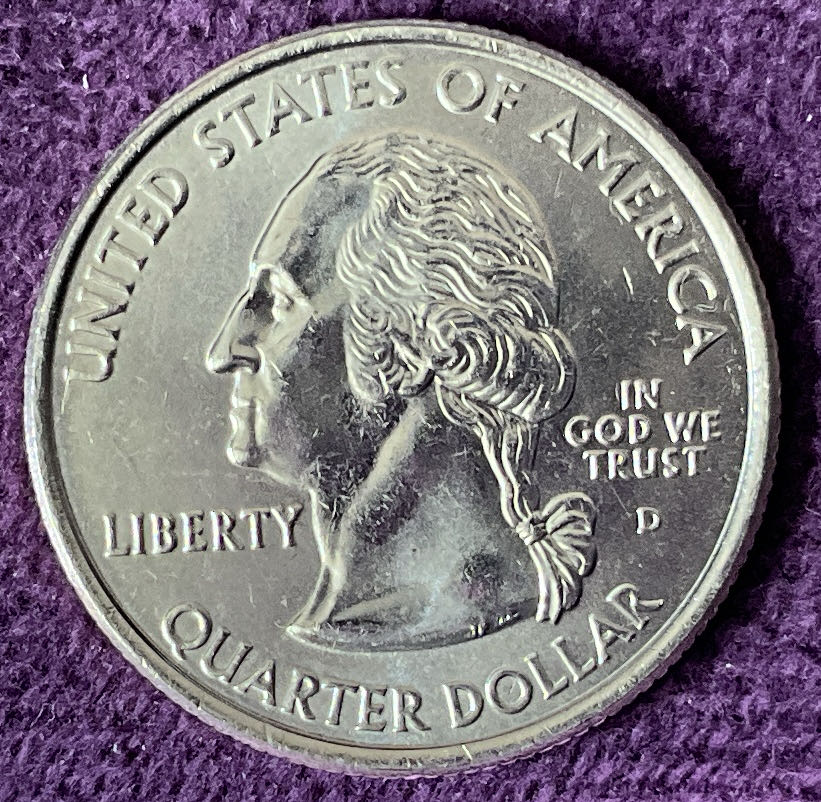 UNITED STATES OF AMERICA
IN
GOD WE
TRUST
LIBERTY
D
QUARTER DOLLAR